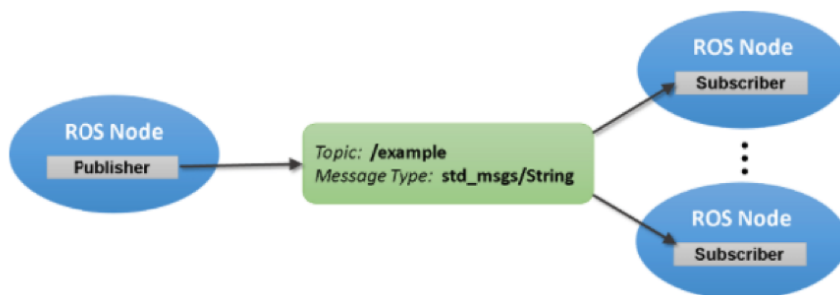 ROS Node
Publisher
Topic: /example
Message Type: std_msgs/String
ROS Node
Subscriber
ROS Node
Subscriber